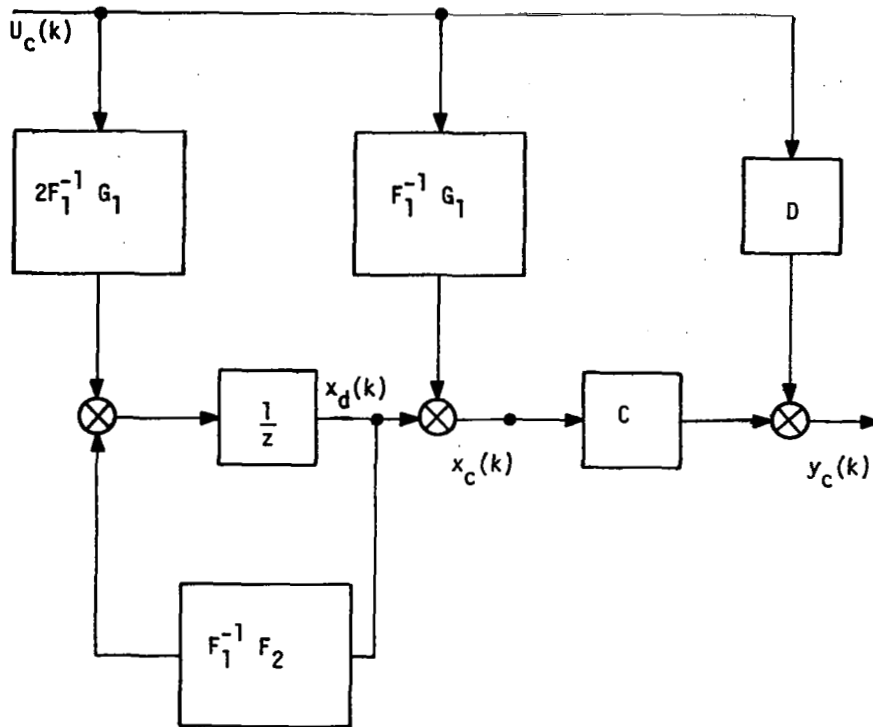 U_c(k)
2F_1^{-1} G_1
F_1^{-1} G_1
D
1/z
x_d(k)
C
x_c(k)
y_c(k)
F_1^{-1} F_2